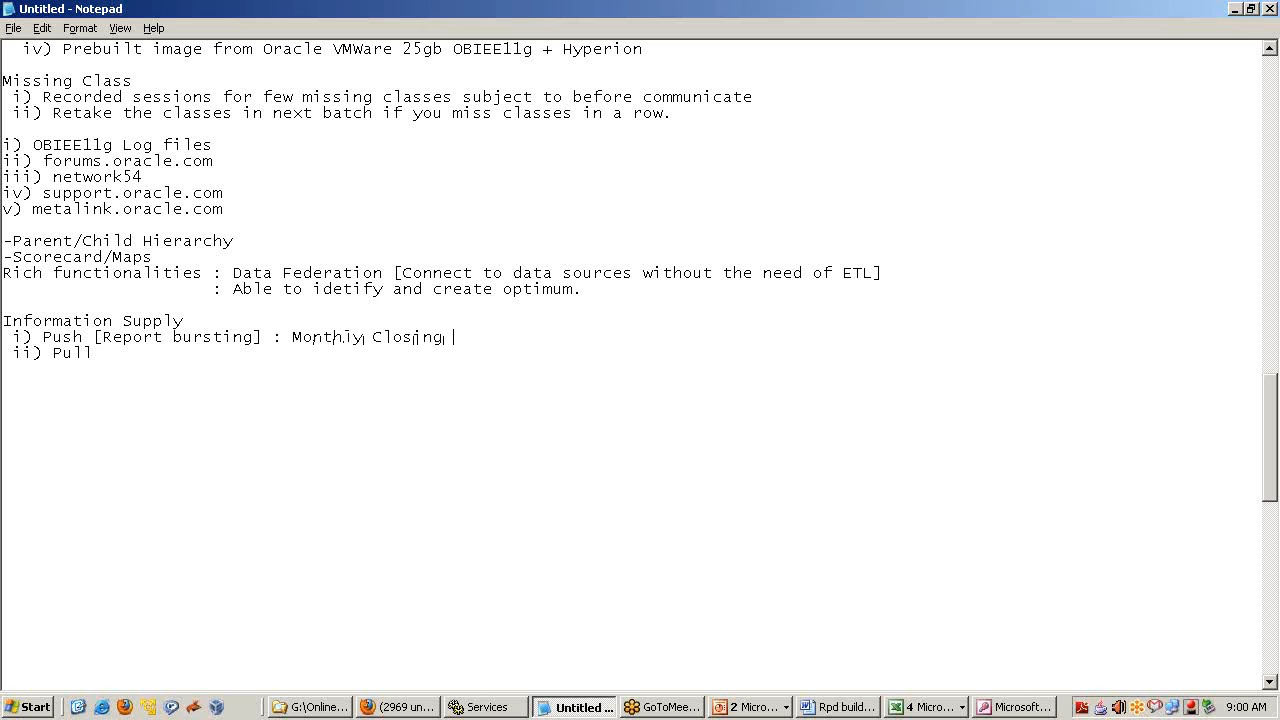 Untitled - Notepad
File Edit Format View Help
iv) Prebuilt image from Oracle VMWare 25gb OBIEE11g + Hyperion
Missing Class
i) Recorded sessions for few missing classes subject to before communicate
ii) Retake the classes in next batch if you miss classes in a row.
i) OBIEE11g Log files
ii) forums.oracle.com
iii) network54
iv) support.oracle.com
v) metalink.oracle.com
-Parent/Child Hierarchy
-Scorecard/Maps
Rich functionalities : Data Federation [Connect to data sources without the need of ETL]
: Able to idetify and create optimum.
Information Supply
i) Push [Report bursting] : Monthly Closing
ii) Pull
Start G:\Online... (2969 un... Services Untitled ... GoToMee... 2 Micro... Rpd build... 4 Micro... Microsoft... 9:00 AM